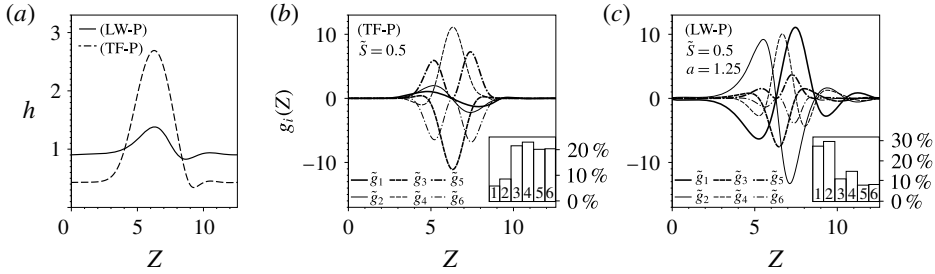 (a)
(LW-P)
(TF-P)
3
2
1
h
0
5
10
Z
(b)
(TF-P)
S̃ = 0.5
10
0
−10
g_i(Z)
g̃1 g̃3 g̃5
g̃2 g̃4 g̃6
1 2 3 4 5 6
20 %
10 %
0 %
0
5
10
Z
(c)
(LW-P)
S̃ = 0.5
a = 1.25
10
0
−10
g̃1 g̃3 g̃5
g̃2 g̃4 g̃6
1 2 3 4 5 6
30 %
20 %
10 %
0 %
0
5
10
Z